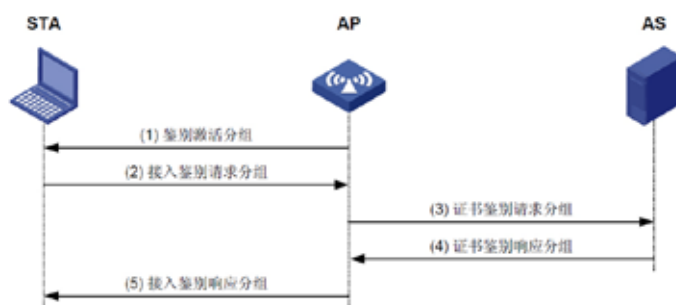 STA AP AS
(1) 鉴别激活分组
(2) 接入鉴别请求分组
(3) 证书鉴别请求分组
(4) 证书鉴别响应分组
(5) 接入鉴别响应分组